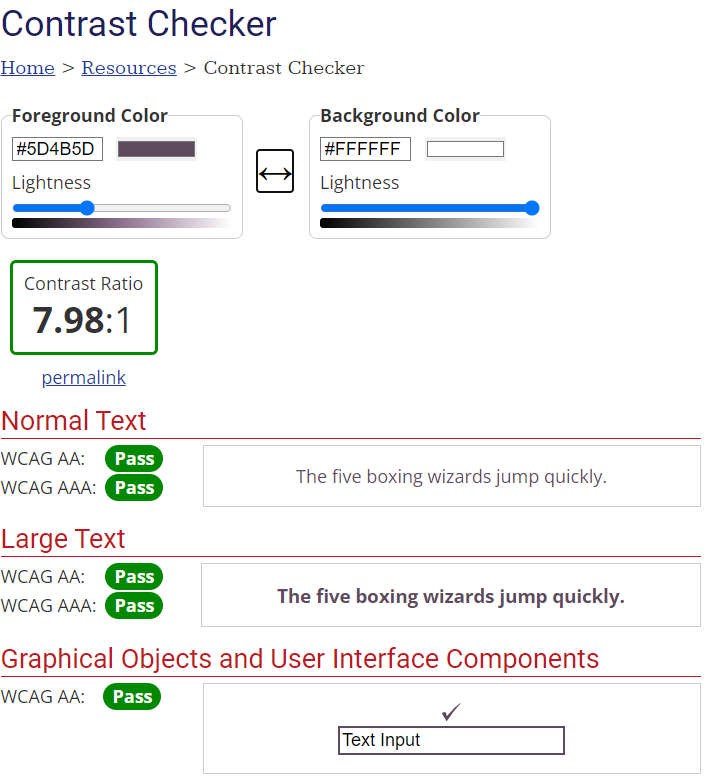 Contrast Checker
Home > Resources > Contrast Checker
Foreground Color
#5D4B5D
Lightness
Background Color
#FFFFFF
Lightness
Contrast Ratio
7.98:1
permalink
Normal Text
WCAG AA: Pass
WCAG AAA: Pass
The five boxing wizards jump quickly.
Large Text
WCAG AA: Pass
WCAG AAA: Pass
The five boxing wizards jump quickly.
Graphical Objects and User Interface Components
WCAG AA: Pass
Text Input